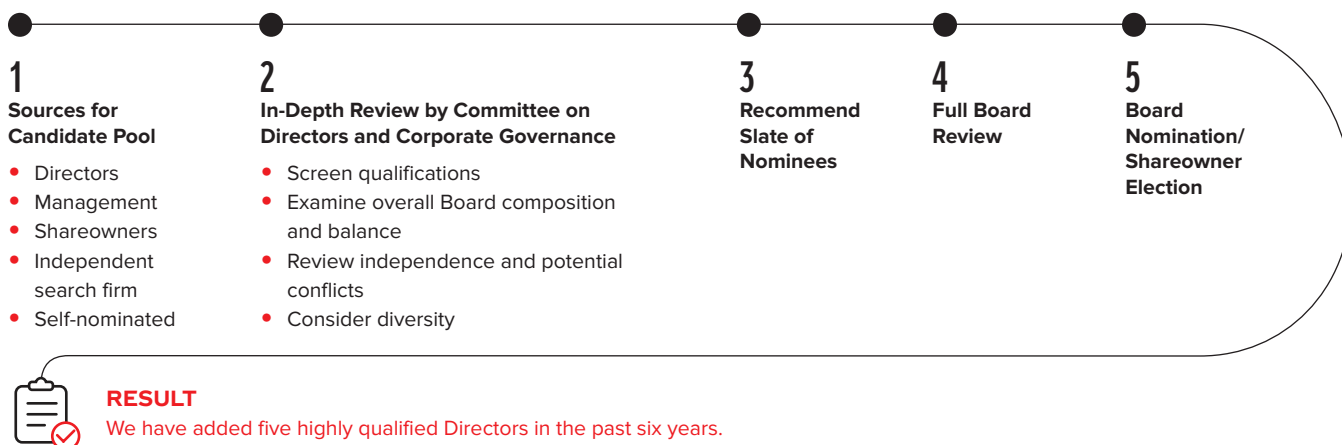 1
Sources for
Candidate Pool
• Directors
• Management
• Shareowners
• Independent
search firm
• Self-nominated
2
In-Depth Review by Committee on
Directors and Corporate Governance
• Screen qualifications
• Examine overall Board composition
and balance
• Review independence and potential
conflicts
• Consider diversity
3
Recommend
Slate of
Nominees
4
Full Board
Review
5
Board
Nomination/
Shareowner
Election
RESULT
We have added five highly qualified Directors in the past six years.